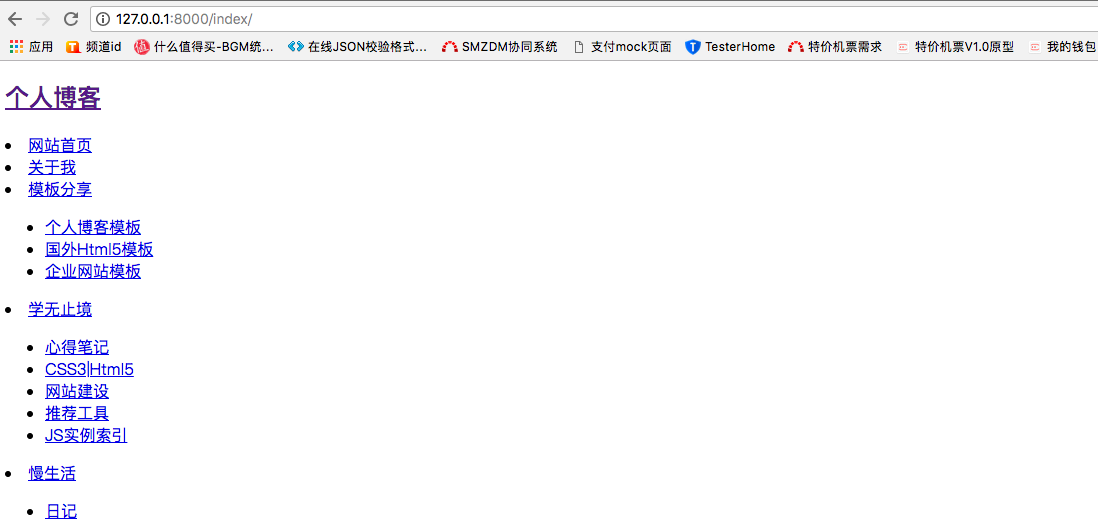 127.0.0.1:8000/index/
应用 频道id 什么值得买-BGM统... 在线JSON校验格式... SMZDM协同系统 支付mock页面 TesterHome 特价机票需求 特价机票V1.0原型 我的钱包
个人博客
网站首页
关于我
模板分享
个人博客模板
国外Html5模板
企业网站模板
学无止境
心得笔记
CSS3|Html5
网站建设
推荐工具
JS实例索引
慢生活
日记